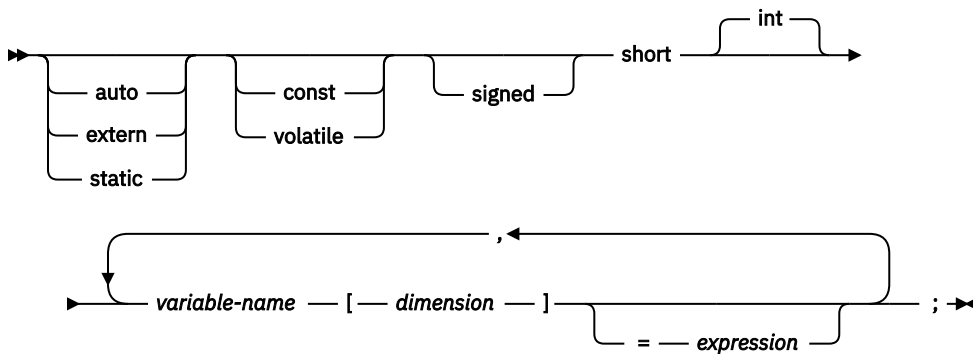 int
short
auto const signed
extern volatile
static
,
variable-name [ dimension ] ;
= expression